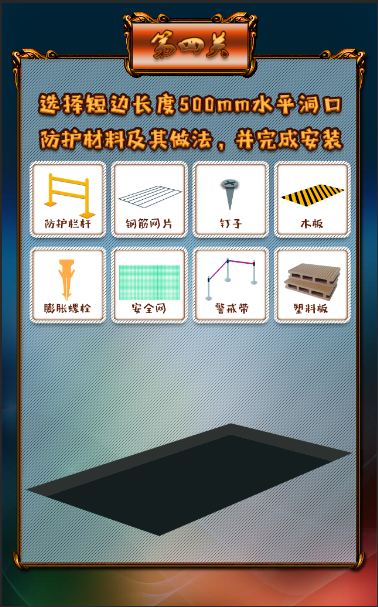 第四关
选择短边长度500mm水平洞口
防护材料及其做法，并完成安装
防护栏杆 钢筋网片 钉子 木板
膨胀螺栓 安全网 警戒带 塑料板